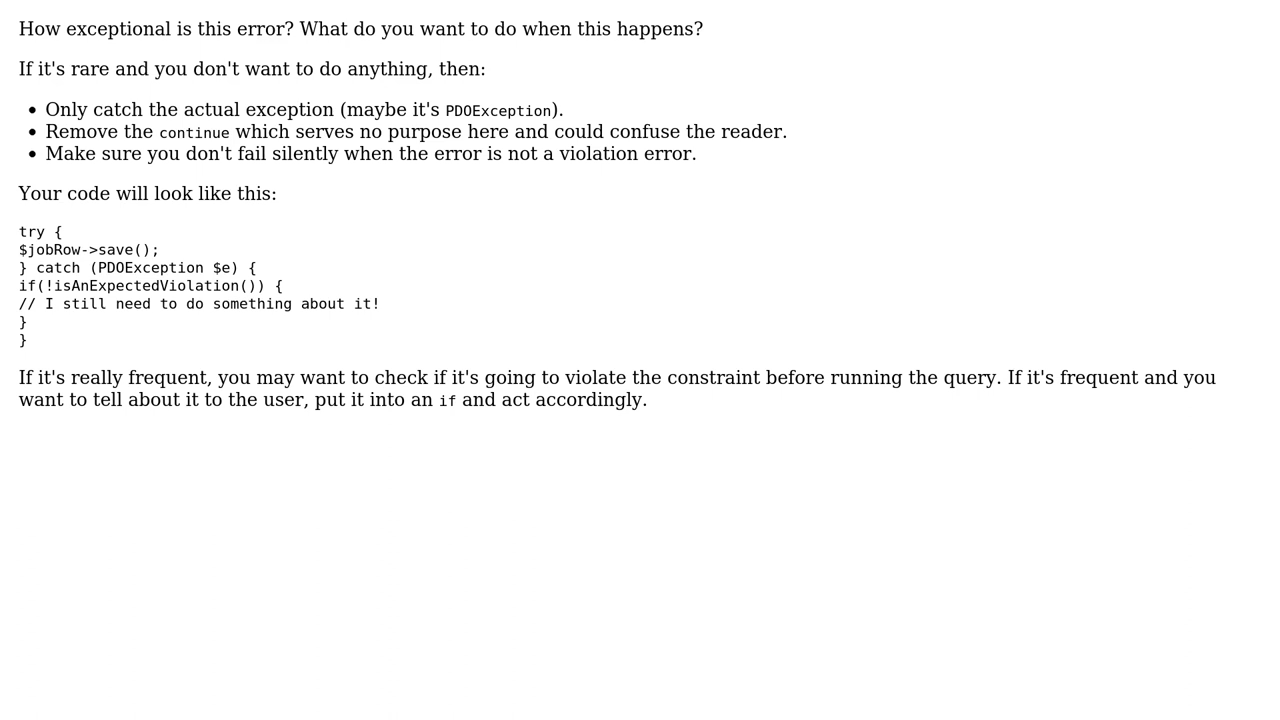 How exceptional is this error? What do you want to do when this happens?
If it's rare and you don't want to do anything, then:
• Only catch the actual exception (maybe it's PDOException).
• Remove the continue which serves no purpose here and could confuse the reader.
• Make sure you don't fail silently when the error is not a violation error.
Your code will look like this:
try {
$jobRow->save();
} catch (PDOException $e) {
if(!isAnExpectedViolation()) {
// I still need to do something about it!
}
}
If it's really frequent, you may want to check if it's going to violate the constraint before running the query. If it's frequent and you
want to tell about it to the user, put it into an if and act accordingly.